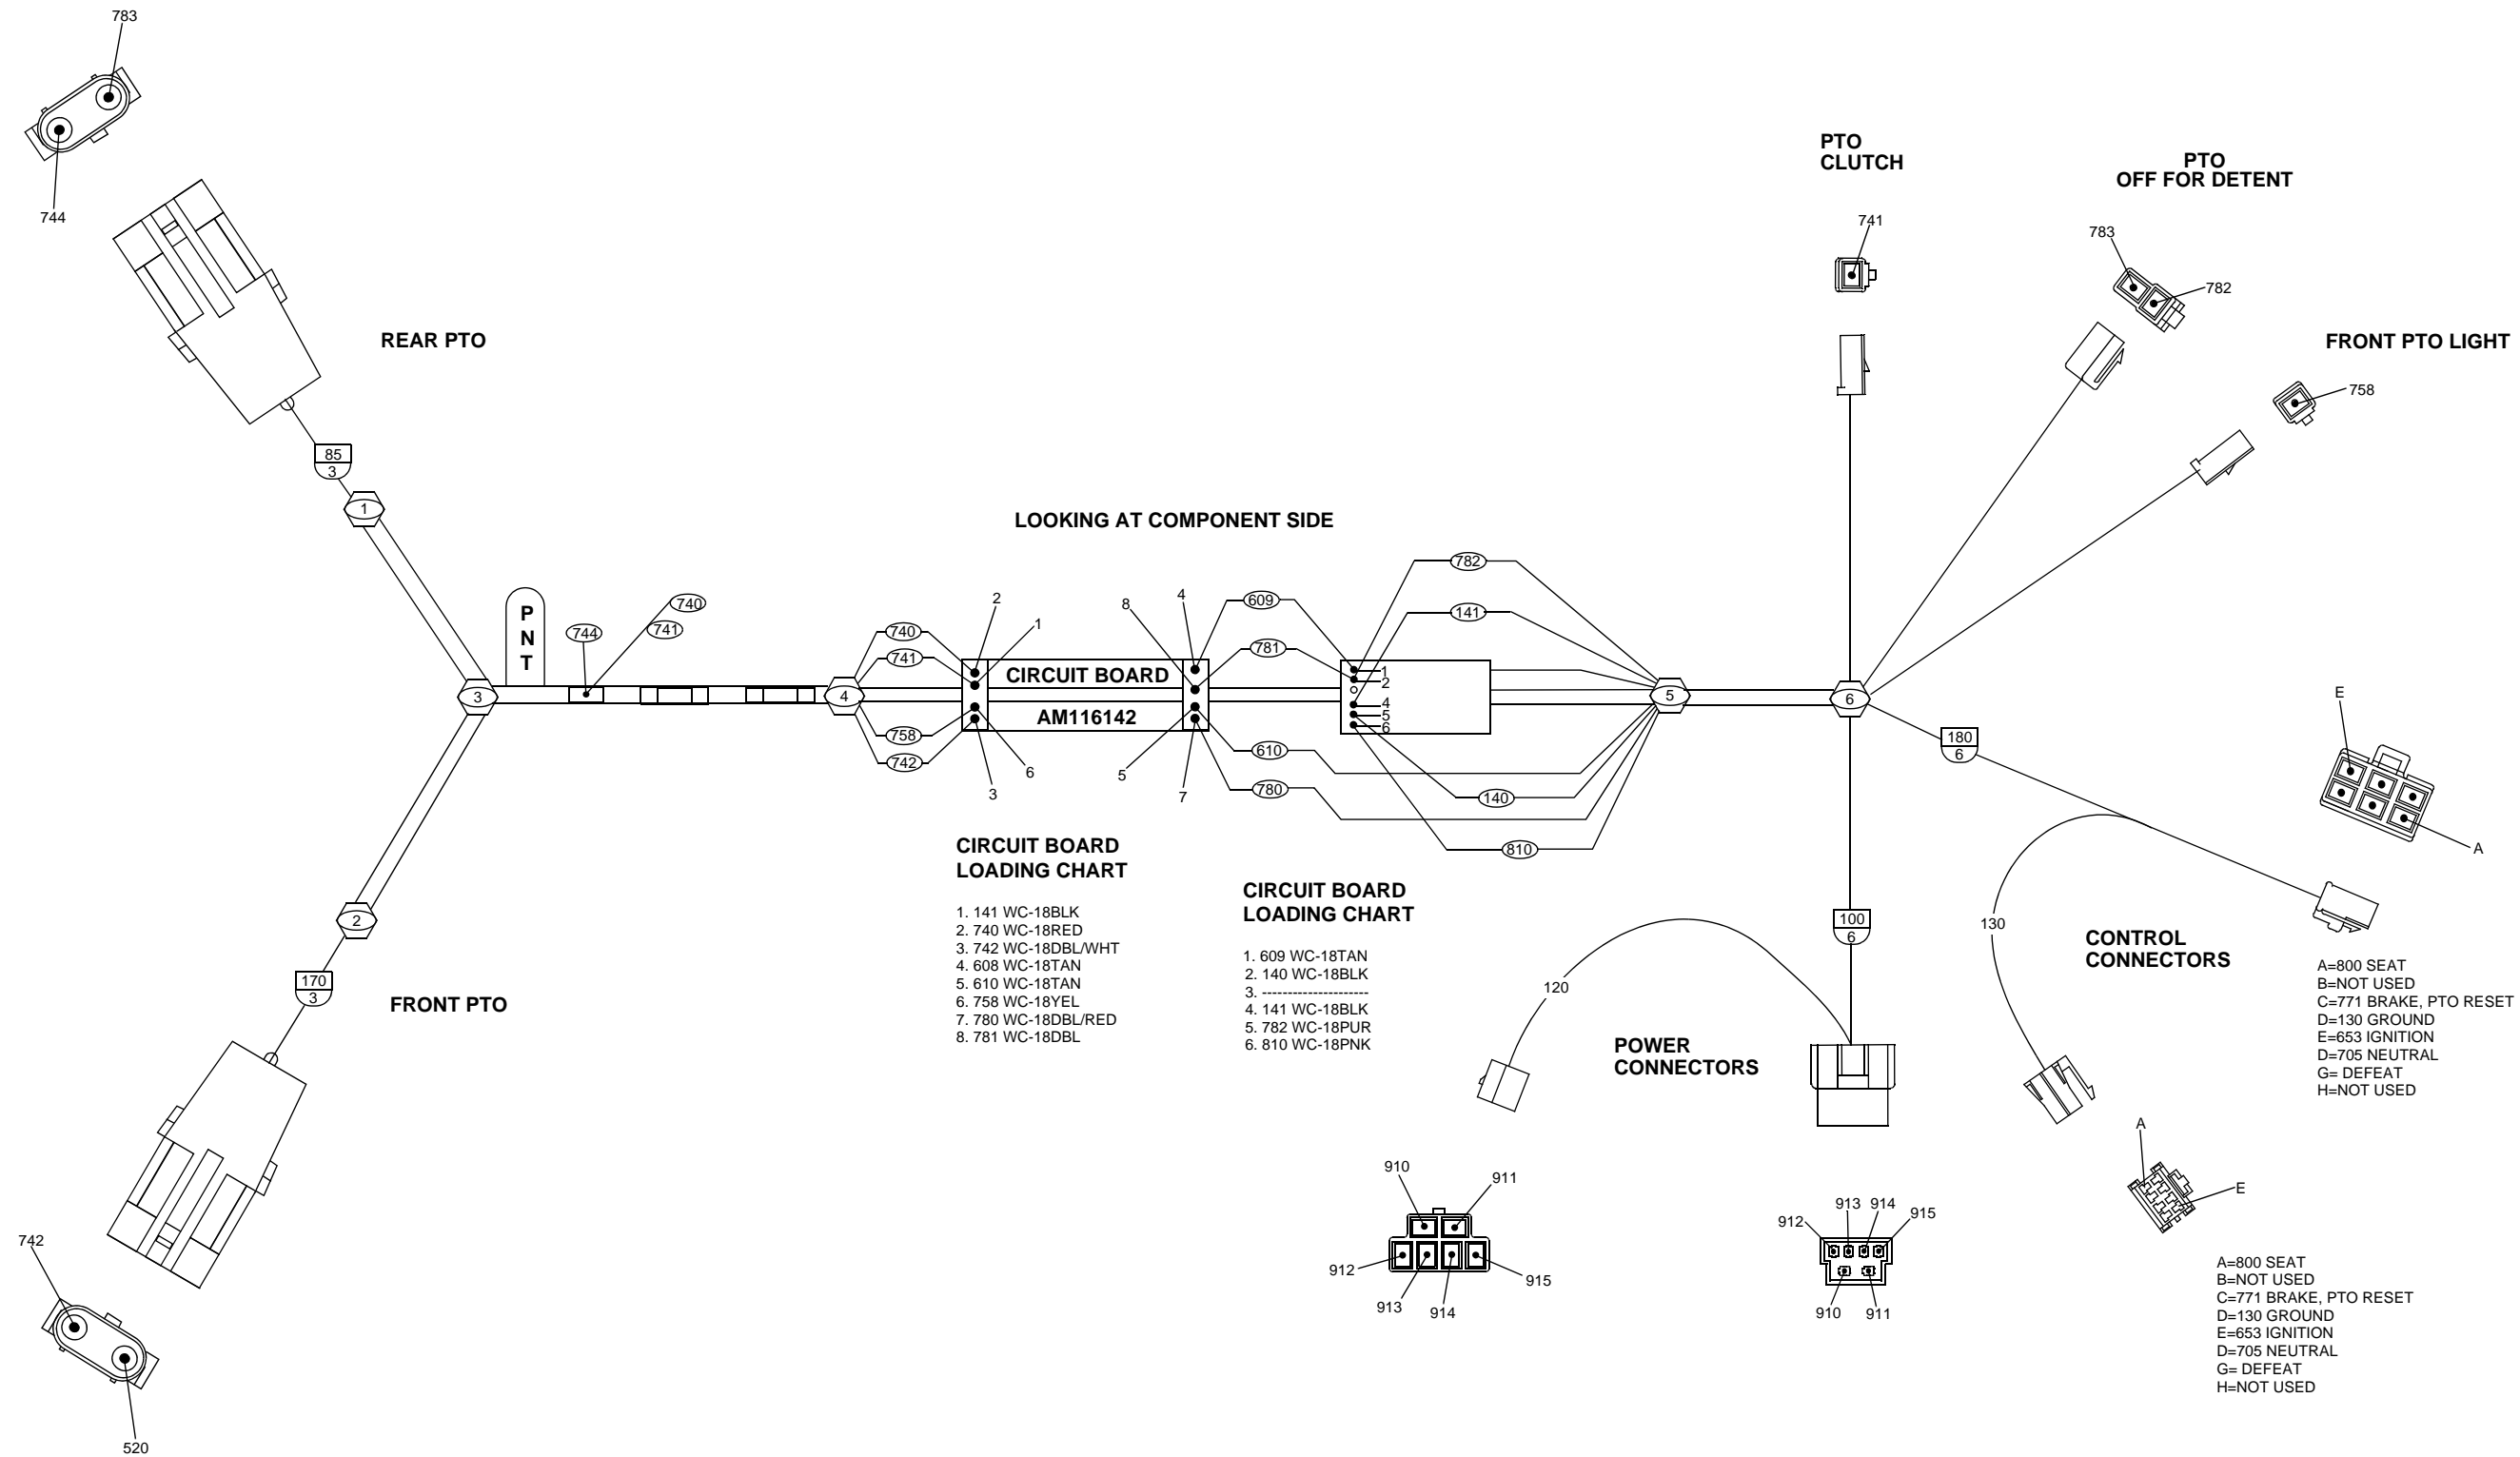 783
744
REAR PTO
85
3
1
PTO
CLUTCH
741
PTO
OFF FOR DETENT
783
782
FRONT PTO LIGHT
758
LOOKING AT COMPONENT SIDE
P
N
T
740
744
741
3
4
740
741
758
742
2
1
6
3
CIRCUIT BOARD
AM116142
8
4
5
7
609
781
610
780
1
2
4
5
6
782
141
140
810
5
6
180
6
E
A
2
170
3
FRONT PTO
742
520
CIRCUIT BOARD
LOADING CHART
1. 141 WC-18BLK
2. 740 WC-18RED
3. 742 WC-18DBL/WHT
4. 608 WC-18TAN
5. 610 WC-18TAN
6. 758 WC-18YEL
7. 780 WC-18DBL/RED
8. 781 WC-18DBL
CIRCUIT BOARD
LOADING CHART
1. 609 WC-18TAN
2. 140 WC-18BLK
3. ---------------------
4. 141 WC-18BLK
5. 782 WC-18PUR
6. 810 WC-18PNK
100
6
120
POWER
CONNECTORS
130
CONTROL
CONNECTORS
A=800 SEAT
B=NOT USED
C=771 BRAKE, PTO RESET
D=130 GROUND
E=653 IGNITION
D=705 NEUTRAL
G= DEFEAT
H=NOT USED
910
911
912
913
914
915
912
913
914
915
910
911
A
E
A=800 SEAT
B=NOT USED
C=771 BRAKE, PTO RESET
D=130 GROUND
E=653 IGNITION
D=705 NEUTRAL
G= DEFEAT
H=NOT USED